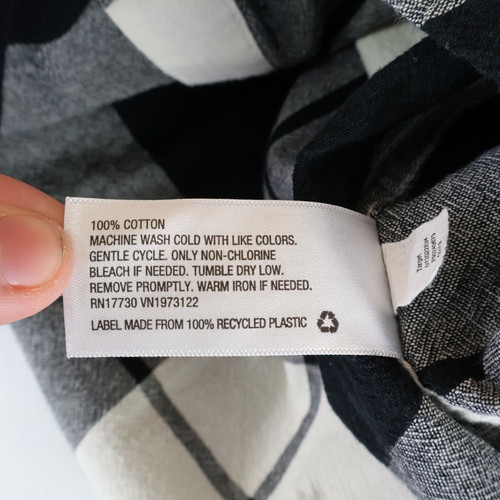 100% COTTON
MACHINE WASH COLD WITH LIKE COLORS.
GENTLE CYCLE. ONLY NON-CHLORINE
BLEACH IF NEEDED. TUMBLE DRY LOW.
REMOVE PROMPTLY. WARM IRON IF NEEDED.
RN17730 VN1973122
LABEL MADE FROM 100% RECYCLED PLASTIC
Target